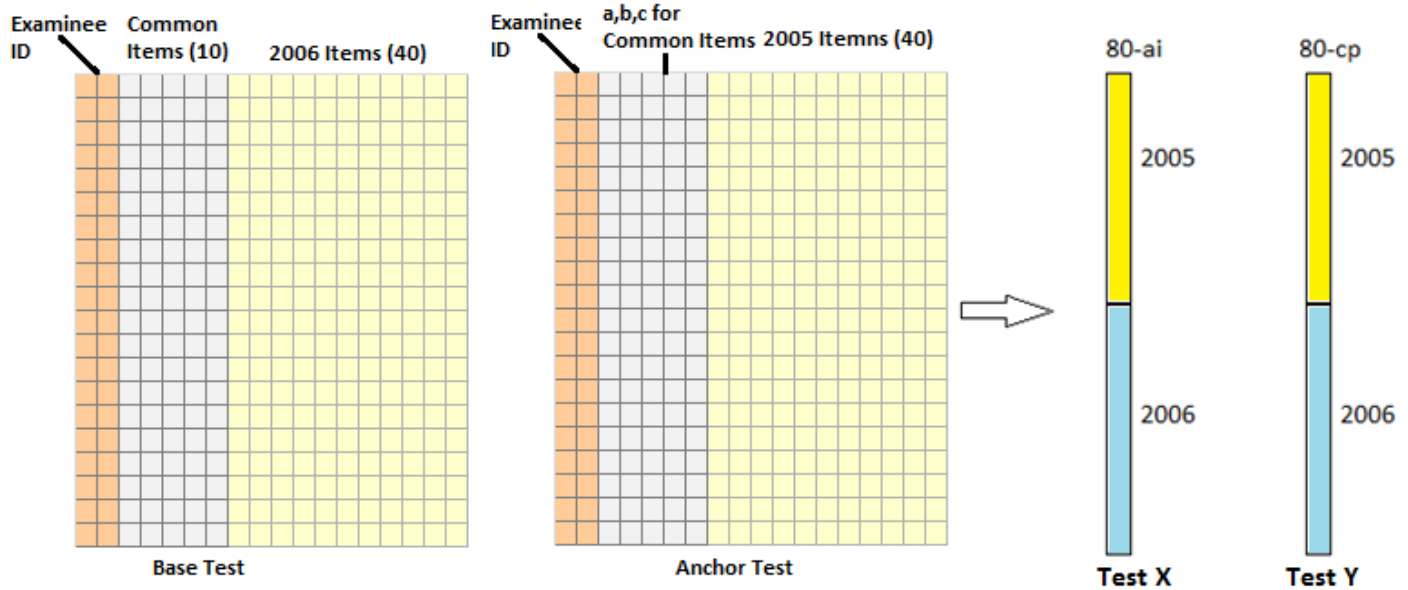 Examinee
ID
Common
Items (10)
2006 Items (40)
Base Test
Examinee
ID
a,b,c for
Common Items
2005 Itemns (40)
Anchor Test
80-ai
2005
2006
Test X
80-cp
2005
2006
Test Y